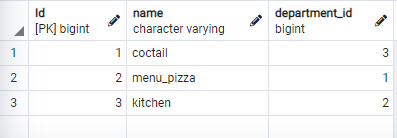 Id name department_id
[PK] bigint character varying bigint
1 1 coctail 3
2 2 menu_pizza 1
3 3 kitchen 2